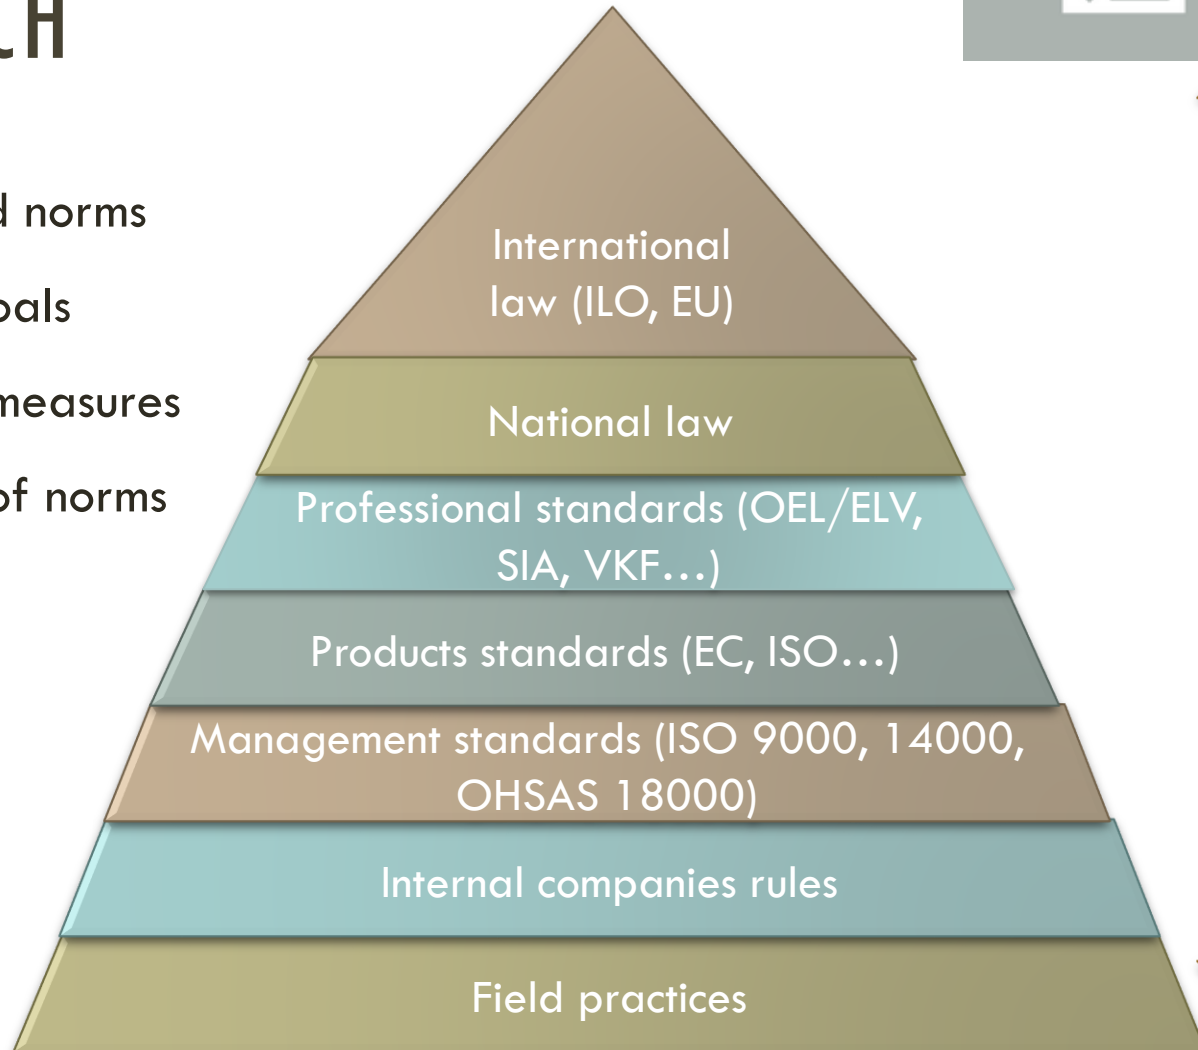 norms
measures
of norms
International
law (ILO, EU)
National law
Professional standards (OEL/ELV,
SIA, VKF...)
Products standards (EC, ISO...)
Management standards (ISO 9000, 14000,
OHSAS 18000)
Internal companies rules
Field practices